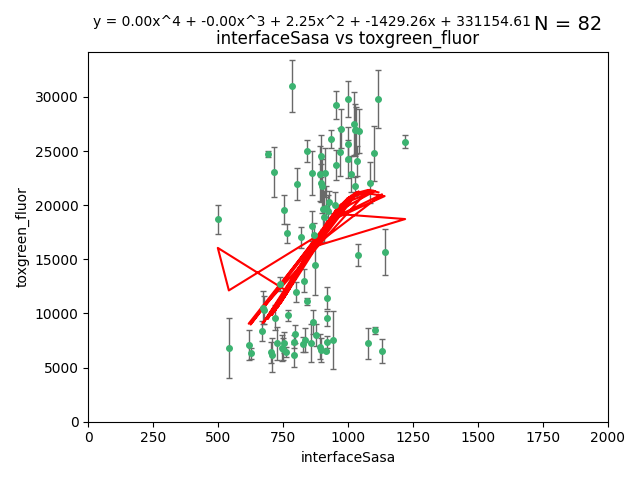 y = 0.00x^4 + -0.00x^3 + 2.25x^2 + -1429.26x + 331154.61 N = 82
interfaceSasa vs toxgreen_fluor
30000
25000
20000
15000
10000
5000
0
toxgreen_fluor
0 250 500 750 1000 1250 1500 1750 2000
interfaceSasa